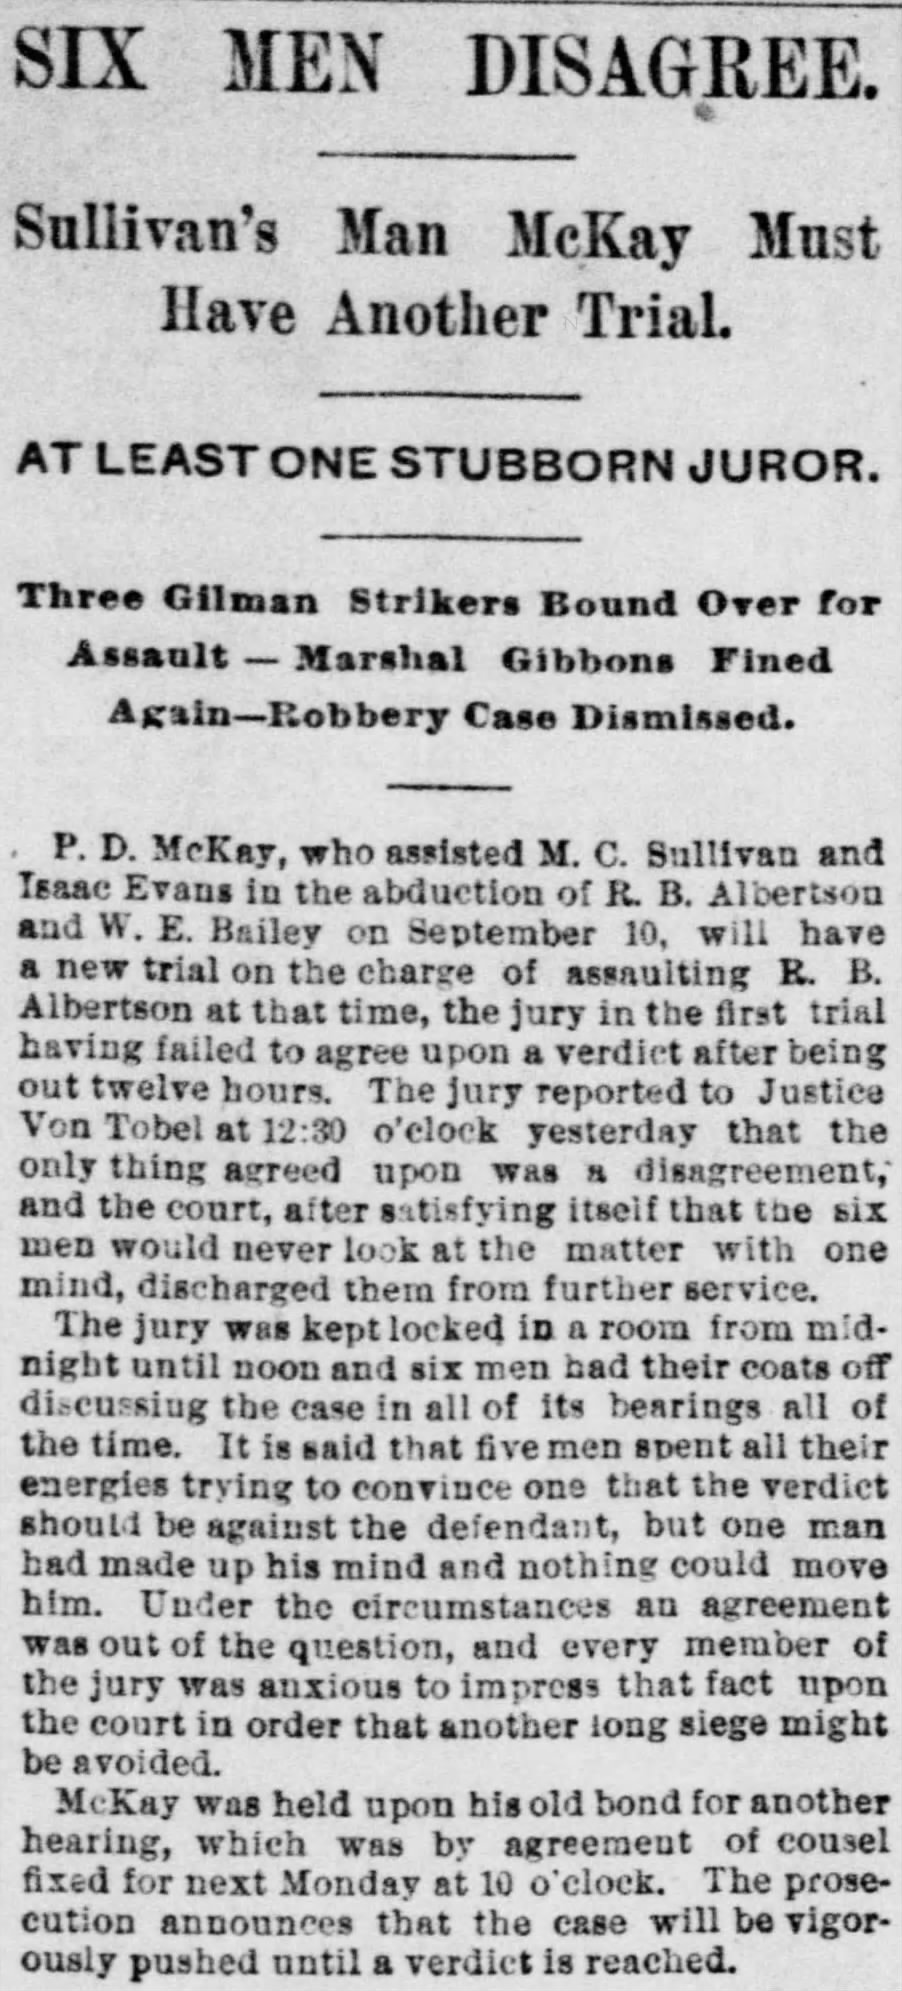 SIX MEN DISAGREE.
Sullivan's Man McKay Must
Have Another Trial.
AT LEAST ONE STUBBORN JUROR.
Three Gilman Strikers Bound Over for
Assault — Marshal Gibbons Fined
Again—Robbery Case Dismissed.
P. D. McKay, who assisted M. C. Sullivan and
Isaac Evans in the abduction of R. B. Albertson
and W. E. Bailey on September 10, will have
a new trial on the charge of assaulting R. B.
Albertson at that time, the jury in the first trial
having failed to agree upon a verdict after being
out twelve hours. The jury reported to Justice
Von Tobel at 12:30 o'clock yesterday that the
only thing agreed upon was a disagreement,
and the court, after satisfying itself that the six
men would never look at the matter with one
mind, discharged them from further service.
The jury was kept locked in a room from mid-
night until noon and six men had their coats off
discussing the case in all of its bearings all of
the time. It is said that five men spent all their
energies trying to convince one that the verdict
should be against the defendant, but one man
had made up his mind and nothing could move
him. Under the circumstances an agreement
was out of the question, and every member of
the jury was anxious to impress that fact upon
the court in order that another long siege might
be avoided.
McKay was held upon his old bond for another
hearing, which was by agreement of cousel
fixed for next Monday at 10 o'clock. The prose-
cution announces that the case will be vigor-
ously pushed until a verdict is reached.